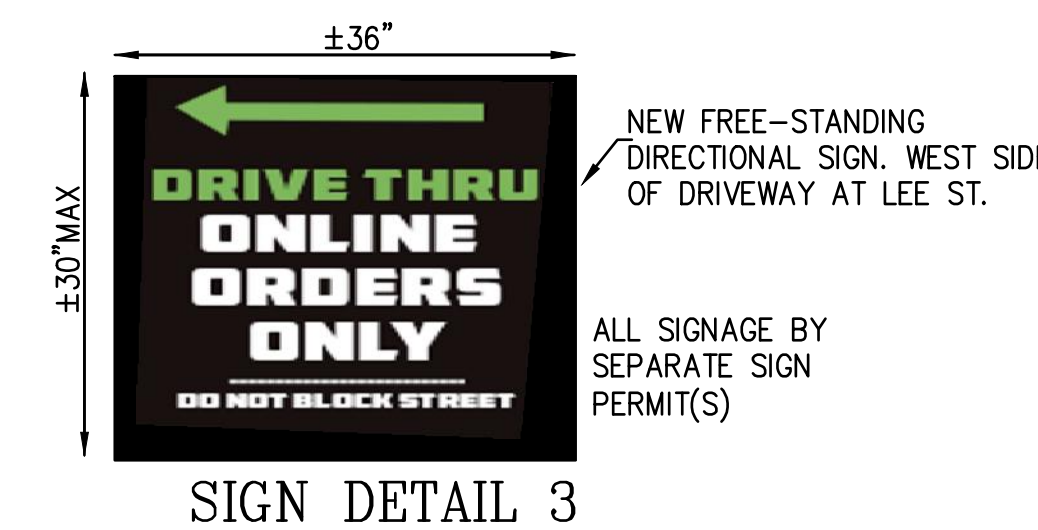 ±36"
±30"MAX
DRIVE THRU
ONLINE
ORDERS
ONLY
DO NOT BLOCK STREET
NEW FREE-STANDING
DIRECTIONAL SIGN. WEST SID
OF DRIVEWAY AT LEE ST.
ALL SIGNAGE BY
SEPARATE SIGN
PERMIT(S)
SIGN DETAIL 3